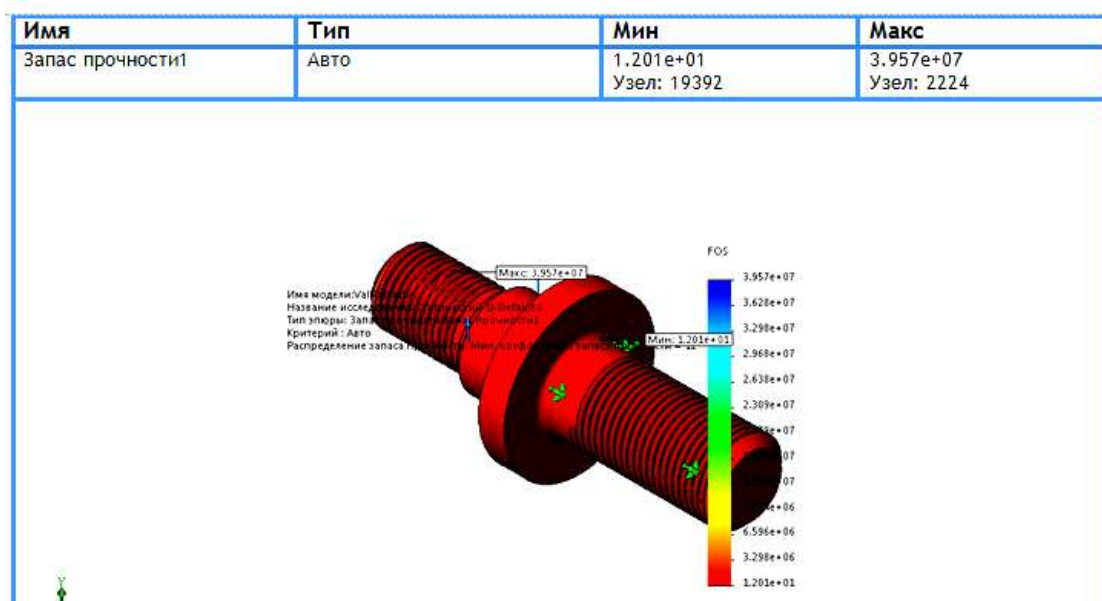 Имя Тип Мин Макс
Запас прочности1 Авто 1.201e+01 3.957e+07
Узел: 19392 Узел: 2224
FOS
Макс: 3.957e+07
3.957e+07
Имя модели:Val
3.628e+07
Название
Тип эпюры: Запас
3.298e+07
Критерий : Авто
Мин: 1.201e+01
Распределение запаса
2.968e+07
2.638e+07
2.309e+07
6.596e+06
3.298e+06
1.201e+01
Y